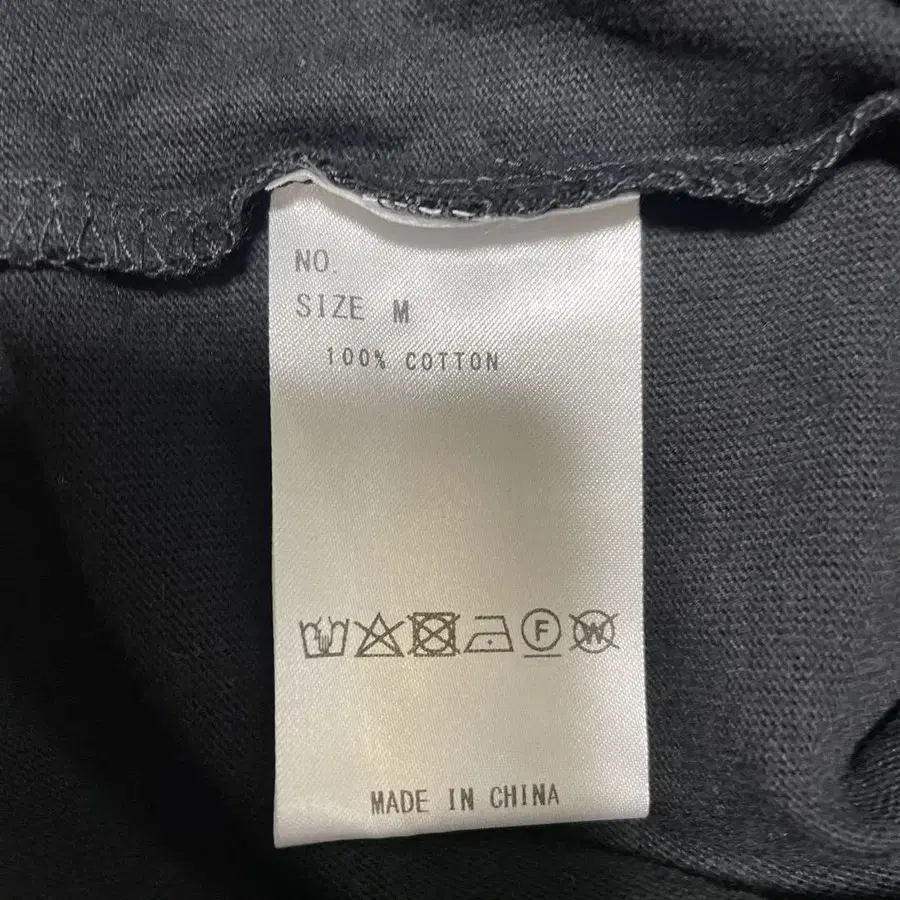 NO.
SIZE M
100% COTTON
F W
MADE IN CHINA